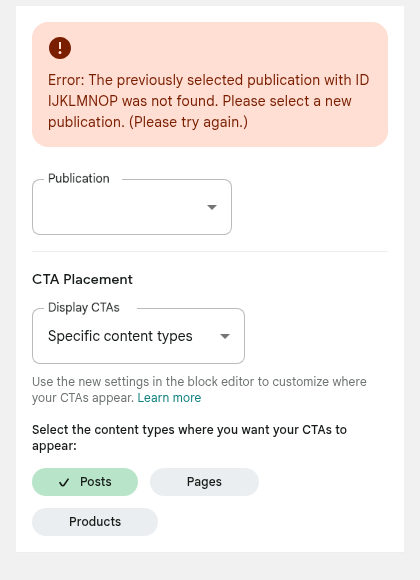 Error: The previously selected publication with ID
IJKLMNOP was not found. Please select a new
publication. (Please try again.)
Publication
CTA Placement
Display CTAs
Specific content types
Use the new settings in the block editor to customize where
your CTAs appear. Learn more
Select the content types where you want your CTAs to
appear:
Posts
Pages
Products